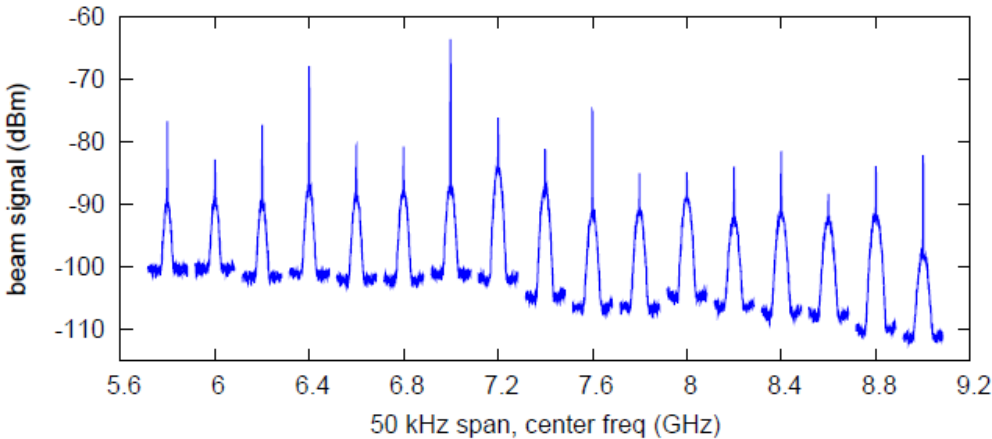 -60
-70
-80
-90
-100
-110
beam signal (dBm)
5.6 6 6.4 6.8 7.2 7.6 8 8.4 8.8 9.2
50 kHz span, center freq (GHz)